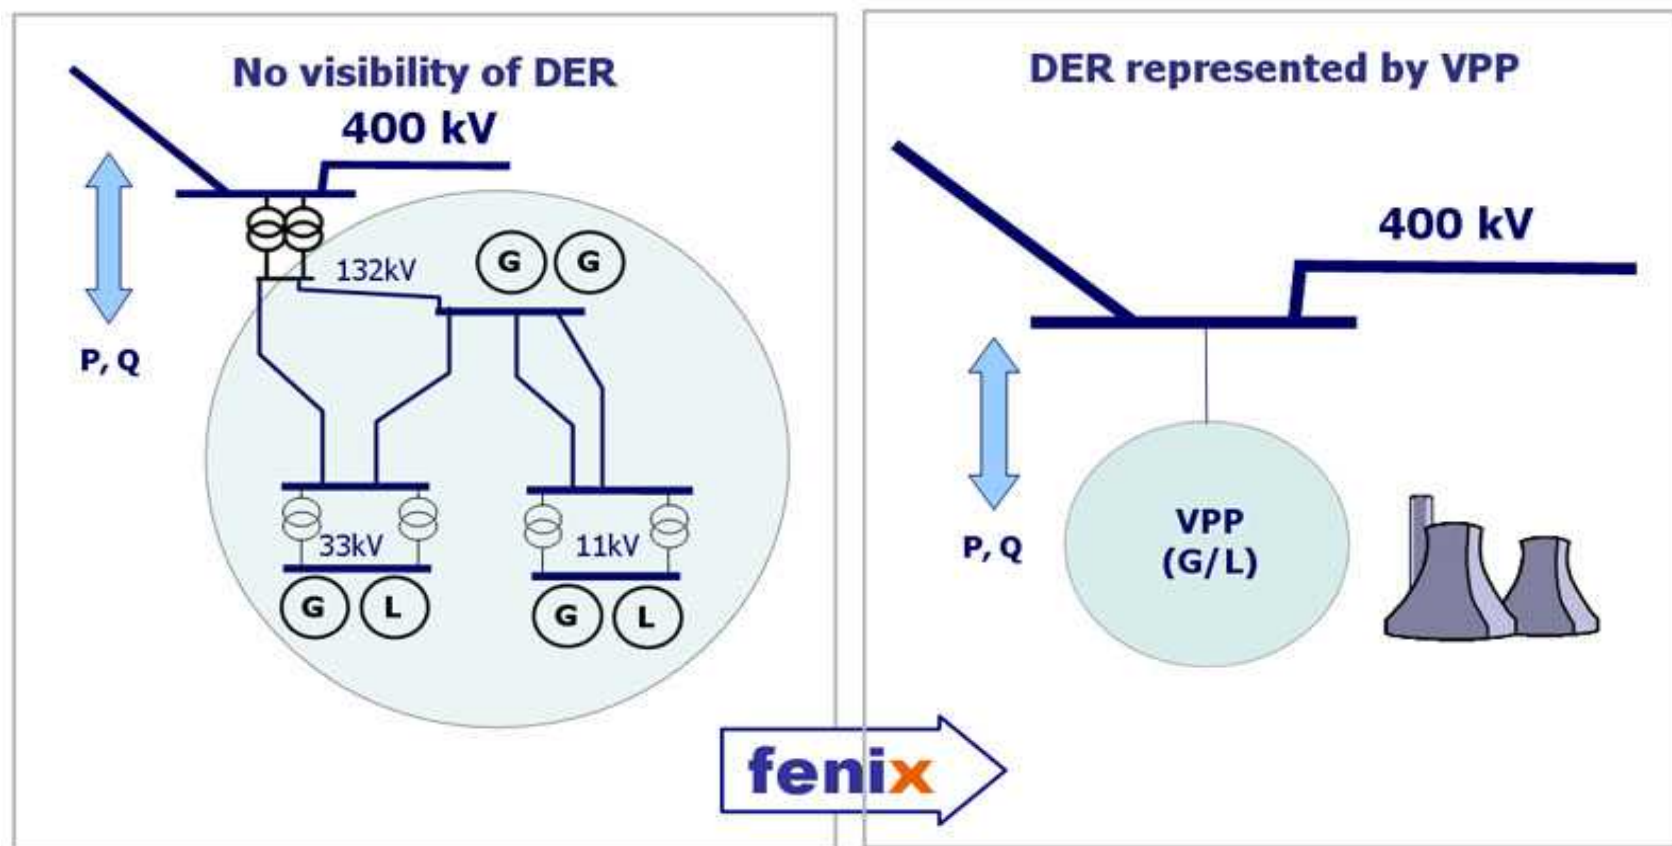 No visibility of DER
400 kV
132kV
G G
P, Q
33kV
11kV
G L
G L
DER represented by VPP
400 kV
P, Q
VPP
(G/L)
fenix